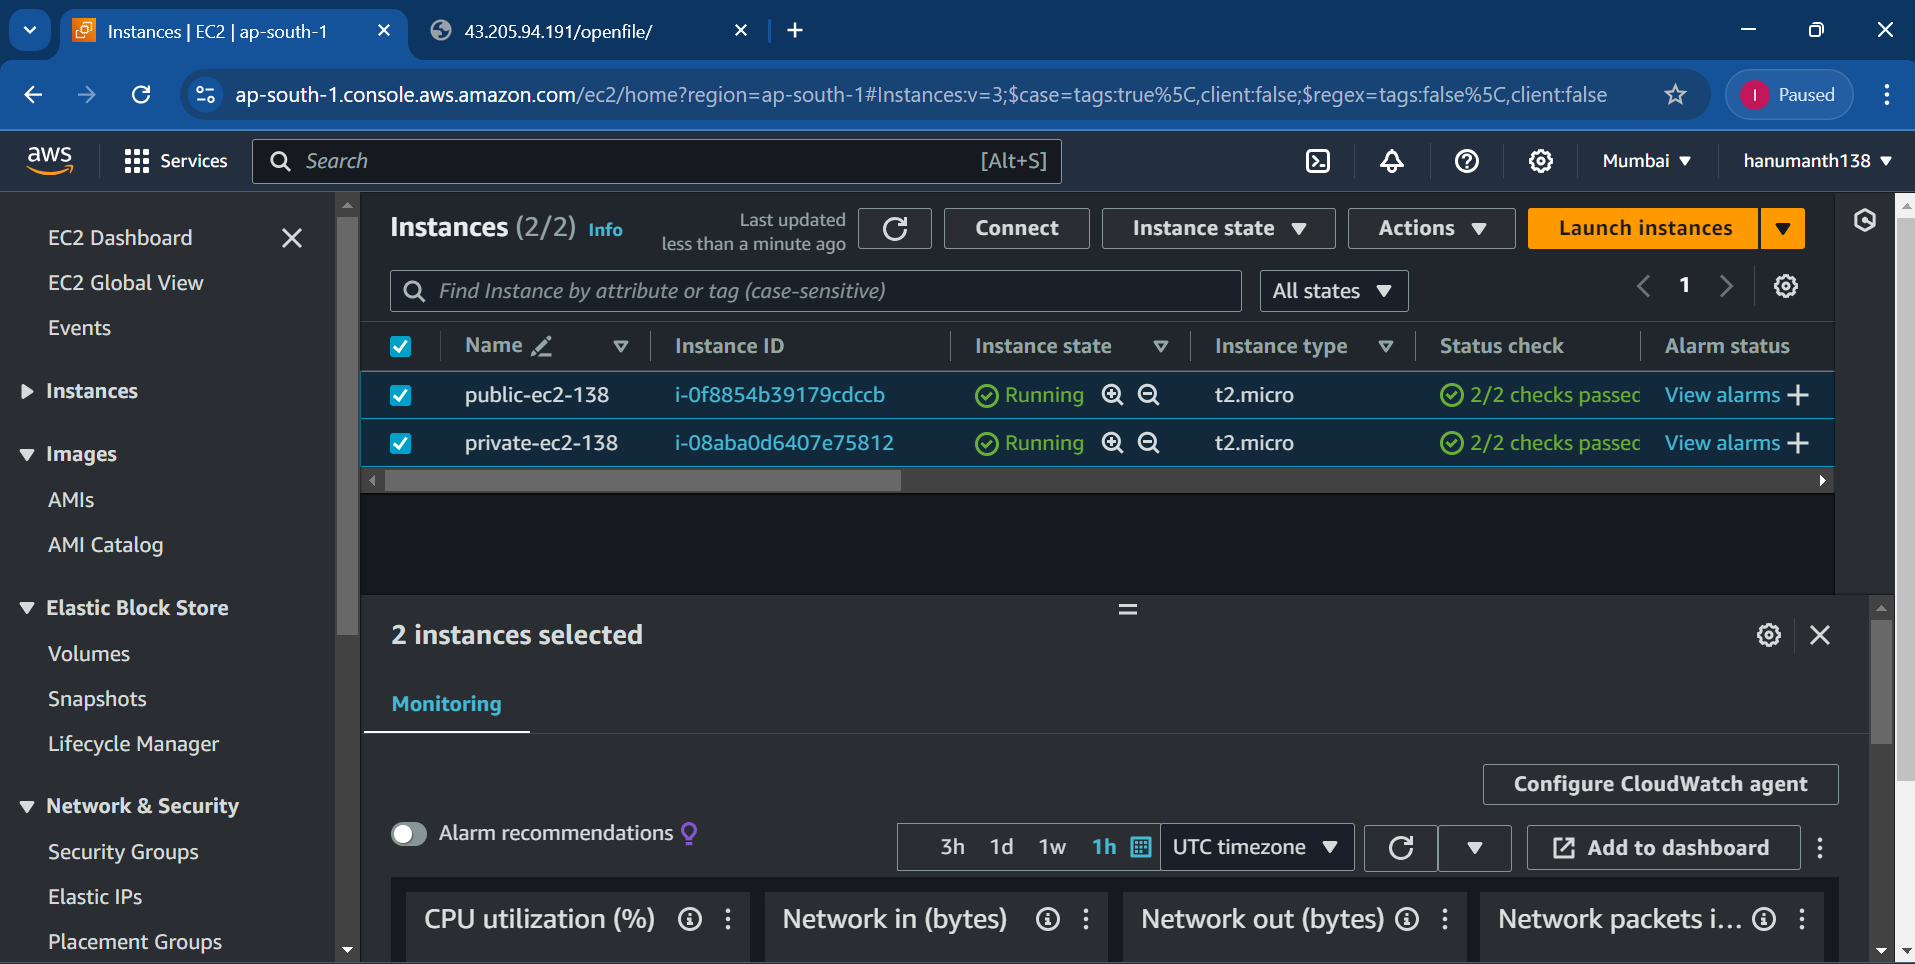 Instances | EC2 | ap-south-1
43.205.94.191/openfile/
ap-south-1.console.aws.amazon.com/ec2/home?region=ap-south-1#Instances:v=3;$case=tags:true%5C,client:false;$regex=tags:false%5C,client:false
I
Paused
aws
Services
Search
[Alt+S]
Mumbai
hanumanth138
EC2 Dashboard
EC2 Global View
Events
Instances
Images
AMIs
AMI Catalog
Elastic Block Store
Volumes
Snapshots
Lifecycle Manager
Network & Security
Security Groups
Elastic IPs
Placement Groups
Instances (2/2) Info
Last updated
less than a minute ago
Connect
Instance state
Actions
Launch instances
Find Instance by attribute or tag (case-sensitive)
All states
1
Name
Instance ID
Instance state
Instance type
Status check
Alarm status
public-ec2-138 i-0f8854b39179cdccb Running t2.micro 2/2 checks passed View alarms
private-ec2-138 i-08aba0d6407e75812 Running t2.micro 2/2 checks passed View alarms
2 instances selected
Monitoring
Configure CloudWatch agent
Alarm recommendations
3h 1d 1w 1h
UTC timezone
Add to dashboard
CPU utilization (%)
Network in (bytes)
Network out (bytes)
Network packets i...